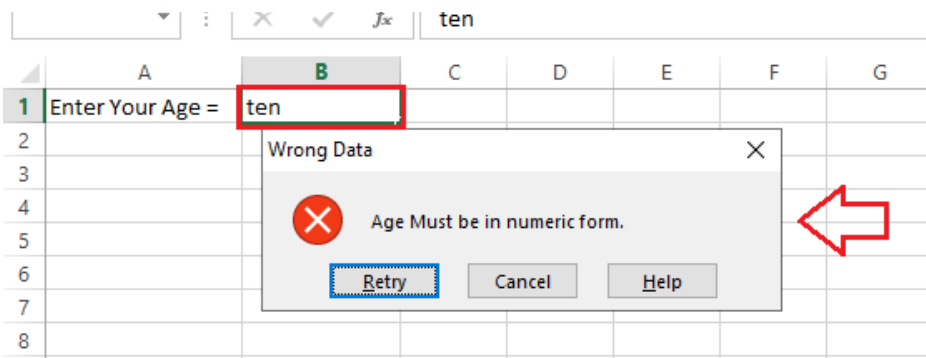 fx ten
A B C D E F G
1 Enter Your Age = ten
2
Wrong Data
3
4
Age Must be in numeric form.
5
6
Retry Cancel Help
7
8